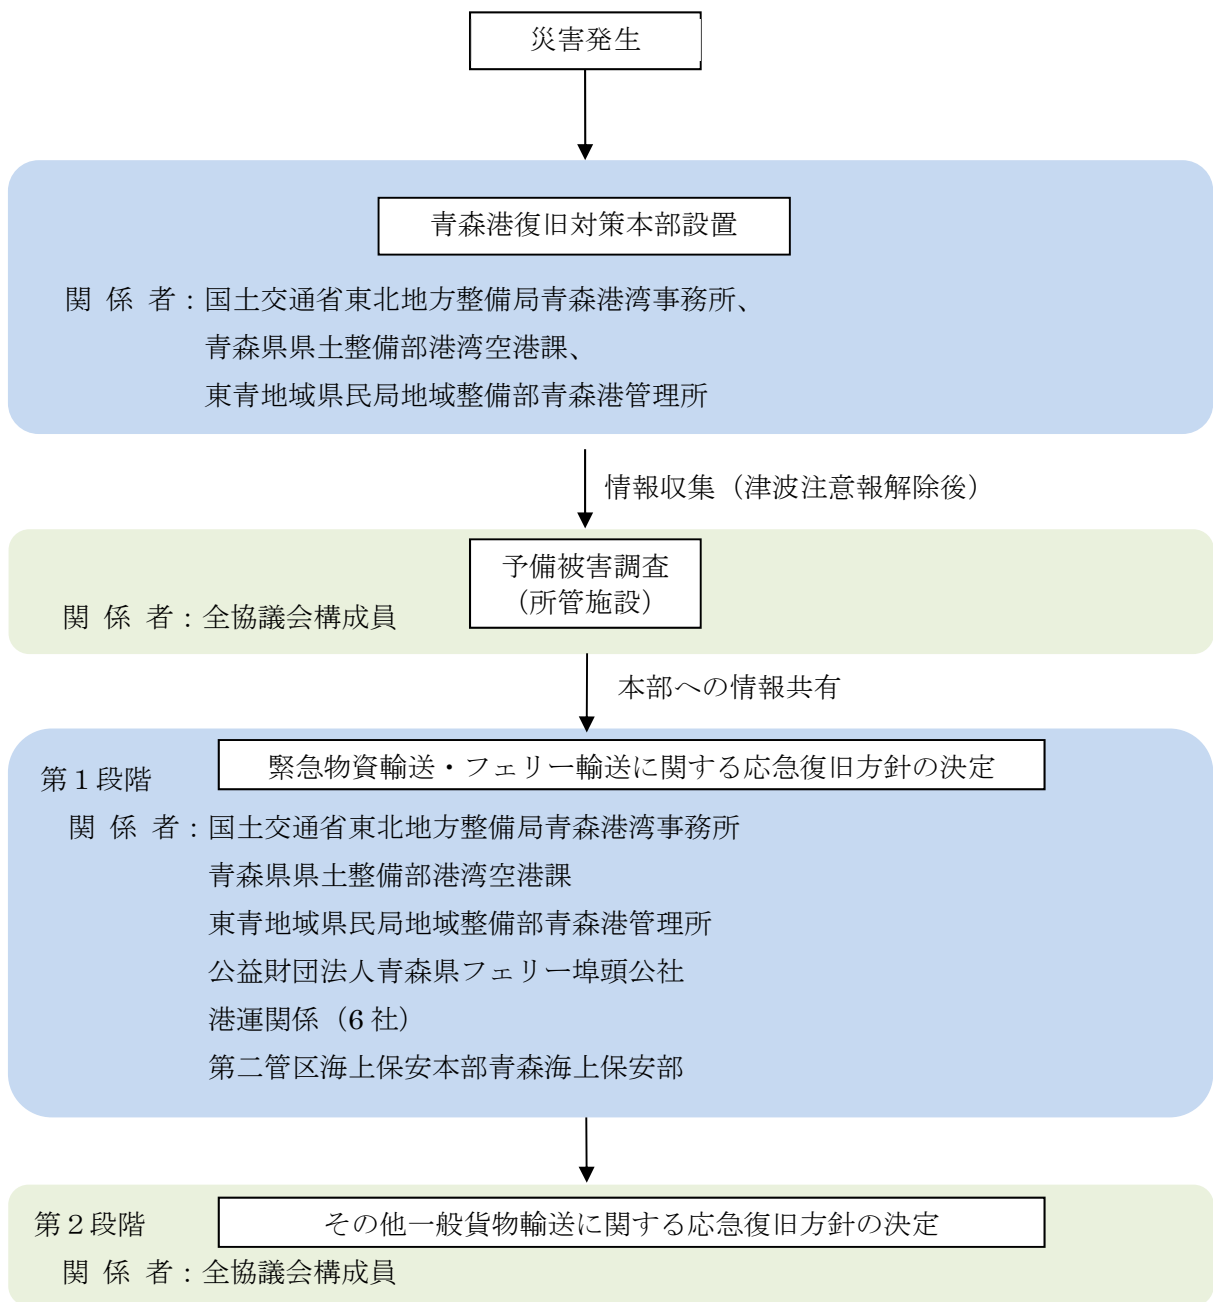 災害発生
青森港復旧対策本部設置
関 係 者：国土交通省東北地方整備局青森港湾事務所、
青森県県土整備部港湾空港課、
東青地域県民局地域整備部青森港管理所
情報収集（津波注意報解除後）
予備被害調査
（所管施設）
関 係 者：全協議会構成員
本部への情報共有
第１段階
緊急物資輸送・フェリー輸送に関する応急復旧方針の決定
関 係 者：国土交通省東北地方整備局青森港湾事務所
青森県県土整備部港湾空港課
東青地域県民局地域整備部青森港管理所
公益財団法人青森県フェリー埠頭公社
港運関係（6 社）
第二管区海上保安本部青森海上保安部
第２段階
その他一般貨物輸送に関する応急復旧方針の決定
関 係 者：全協議会構成員